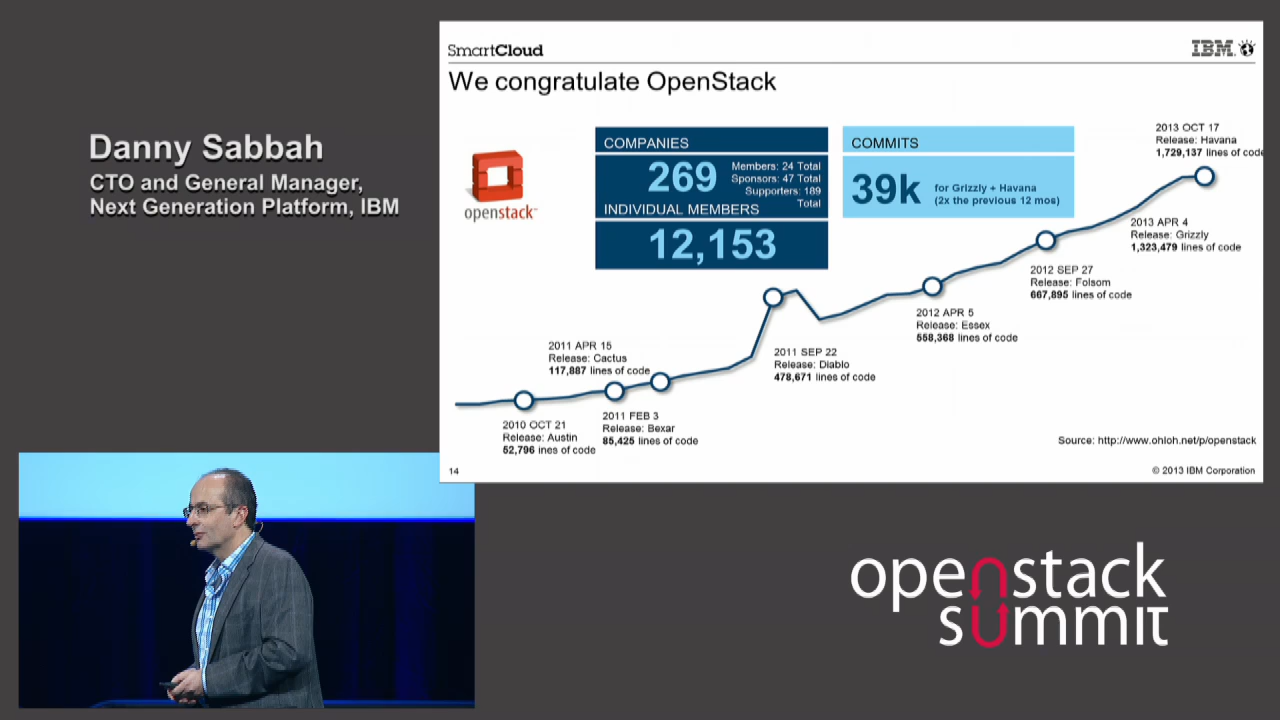 Danny Sabbah
CTO and General Manager,
Next Generation Platform, IBM
SmartCloud
IBM
We congratulate OpenStack
openstack™
COMPANIES
269
Members: 24 Total
Sponsors: 47 Total
Supporters: 189
Total
INDIVIDUAL MEMBERS
12,153
COMMITS
39k
for Grizzly + Havana
(2x the previous 12 mos)
2010 OCT 21
Release: Austin
52,796 ines of code
2011 FEB 3
Release: Bexar
85,425 lines of code
2011 APR 15
Release: Cactus
117,887 lines of code
2011 SEP 22
Release: Diablo
478,671 lines of code
2012 APR 5
Release: Essex
558,368 lines of code
2012 SEP 27
Release: Folsom
667,895 lines of code
2013 APR 4
Release: Grizzly
1,323,479 lines of code
2013 OCT 17
Release: Havana
1,729,137 lines of code
Source: http://www.ohloh.net/p/openstack
14
© 2013 IBM Corporation
openstack
summit